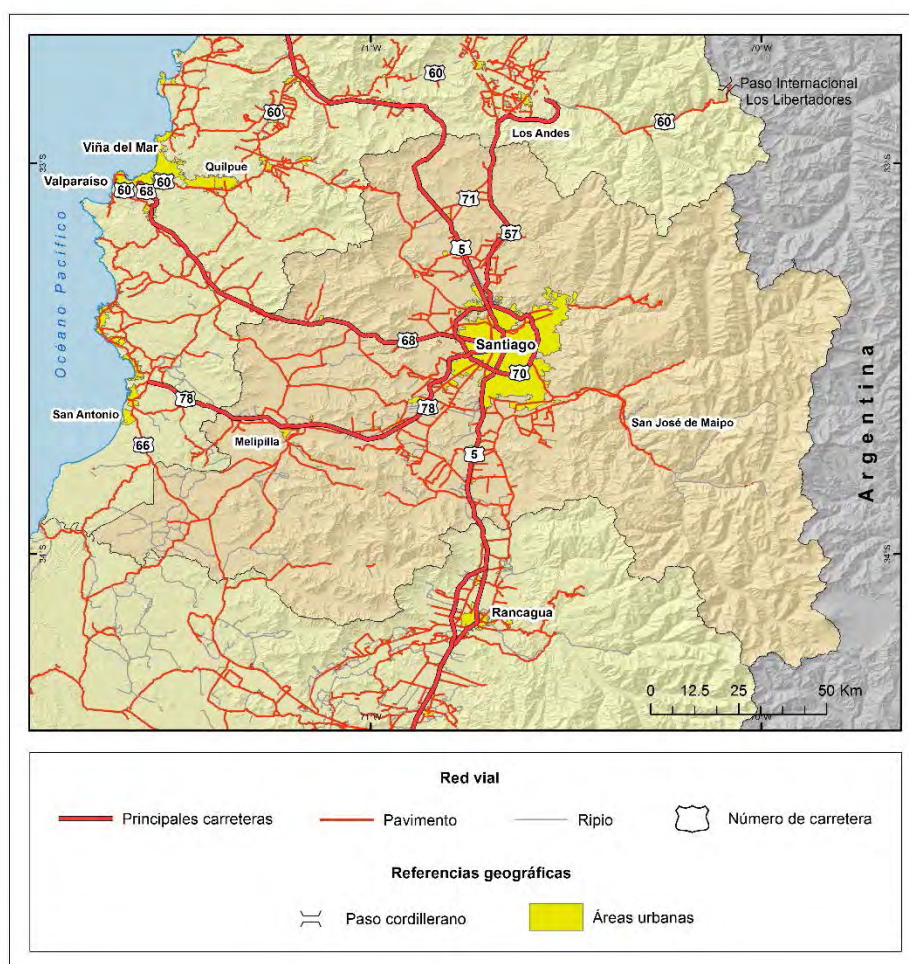 71°W
70°W
60
Paso Internacional
Los Libertadores
60
Los Andes
60
Viña del Mar
33°S
33°S
Quilpue
Valparaíso
60
68
60
71
57
5
Océano Pacífico
Santiago
68
70
Argentina
78
78
San Antonio
San José de Maipo
Melipilla
66
5
34°S
34°S
Rancagua
0 12.5 25 50 Km
71°W
70°W
Red vial
Principales carreteras
Pavimento
Ripio
Número de carretera
Referencias geográficas
Paso cordillerano
Áreas urbanas